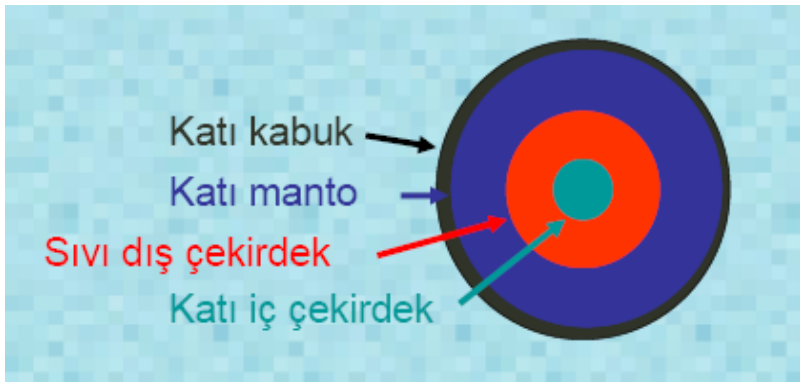 Katı kabuk
Katı manto
Sıvı dış çekirdek
Katı iç çekirdek